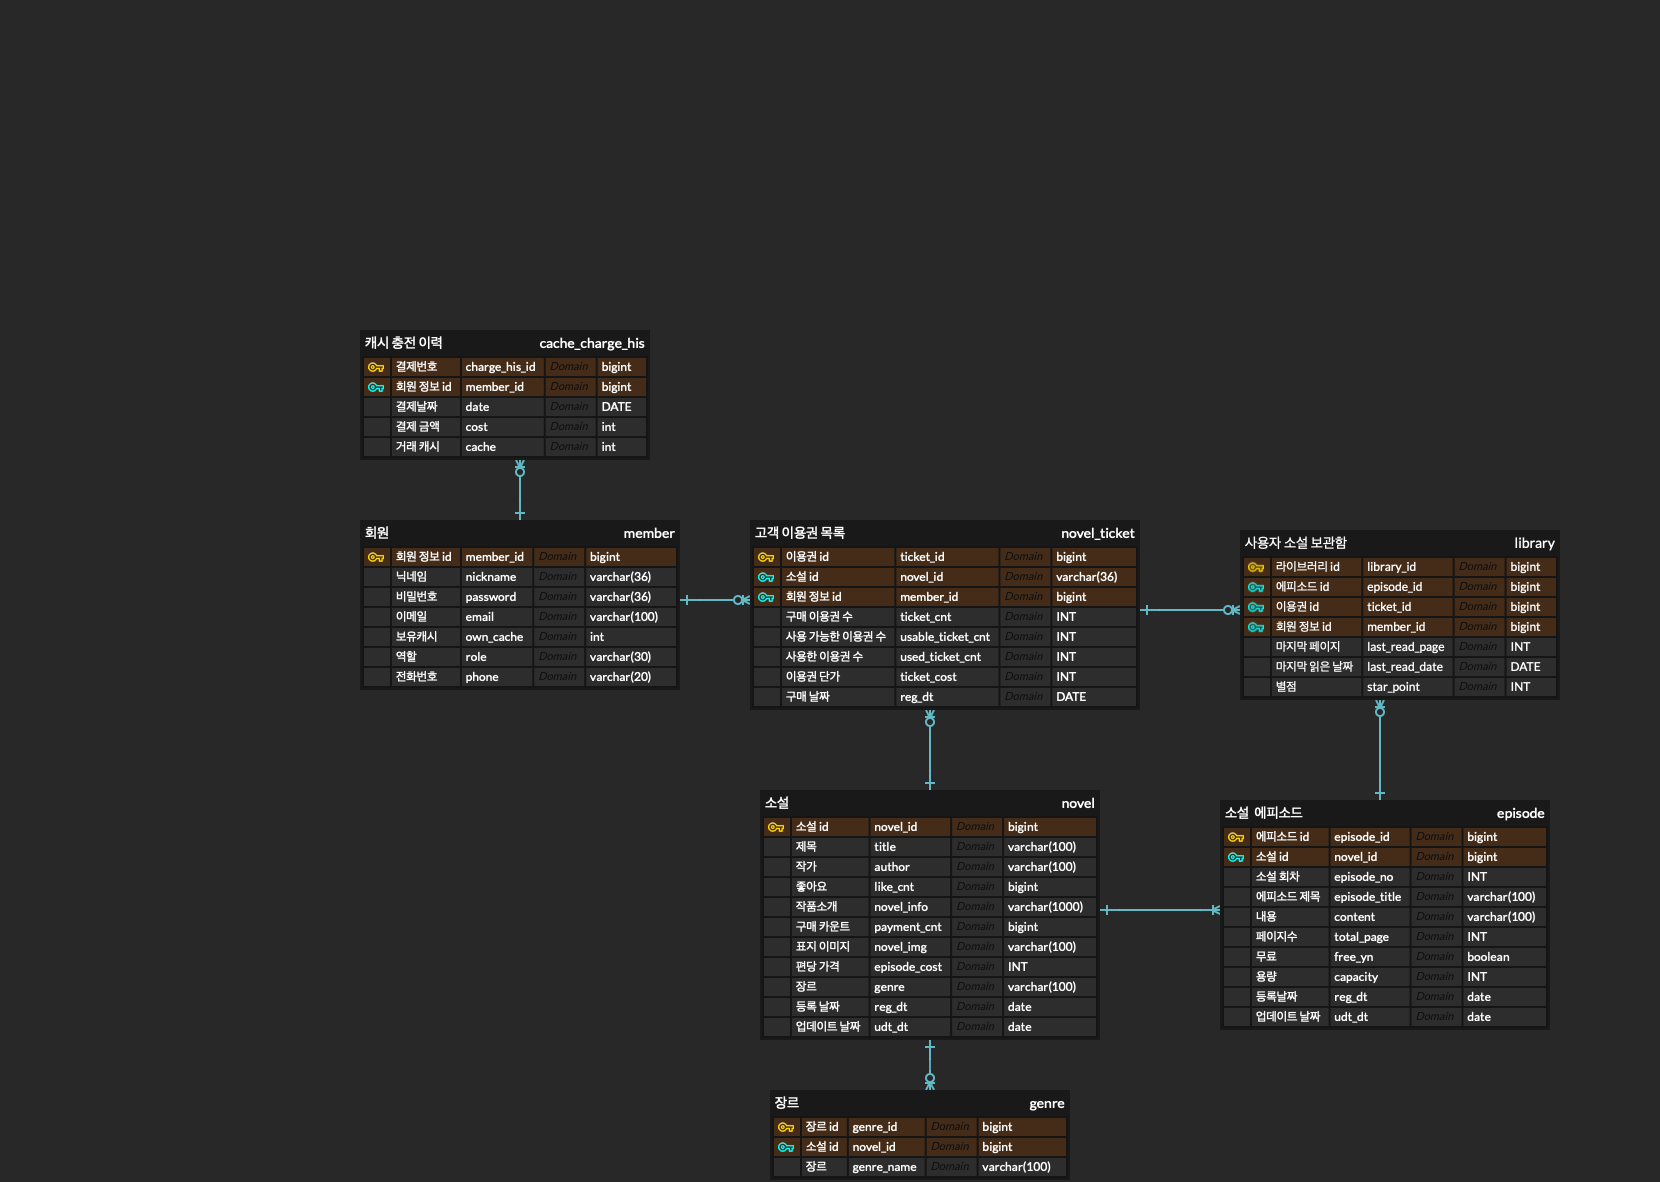 캐시 충전 이력 cache_charge_his
결제번호 charge_his_id Domain bigint
회원 정보 id member_id Domain bigint
결제날짜 date Domain DATE
결제 금액 cost Domain int
거래 캐시 cache Domain int
회원 member
회원 정보 id member_id Domain bigint
닉네임 nickname Domain varchar(36)
비밀번호 password Domain varchar(36)
이메일 email Domain varchar(100)
보유캐시 own_cache Domain int
역할 role Domain varchar(30)
전화번호 phone Domain varchar(20)
고객 이용권 목록 novel_ticket
이용권 id ticket_id Domain bigint
소설 id novel_id Domain varchar(36)
회원 정보 id member_id Domain bigint
구매 이용권 수 ticket_cnt Domain INT
사용 가능한 이용권 수 usable_ticket_cnt Domain INT
사용한 이용권 수 used_ticket_cnt Domain INT
이용권 단가 ticket_cost Domain INT
구매 날짜 reg_dt Domain DATE
사용자 소설 보관함 library
라이브러리 id library_id Domain bigint
에피소드 id episode_id Domain bigint
이용권 id ticket_id Domain bigint
회원 정보 id member_id Domain bigint
마지막 페이지 last_read_page Domain INT
마지막 읽은 날짜 last_read_date Domain DATE
별점 star_point Domain INT
소설 novel
소설 id novel_id Domain bigint
제목 title Domain varchar(100)
작가 author Domain varchar(100)
좋아요 like_cnt Domain bigint
작품소개 novel_info Domain varchar(1000)
구매 카운트 payment_cnt Domain bigint
표지 이미지 novel_img Domain varchar(100)
편당 가격 episode_cost Domain INT
장르 genre Domain varchar(100)
등록 날짜 reg_dt Domain date
업데이트 날짜 udt_dt Domain date
소설 에피소드 episode
에피소드 id episode_id Domain bigint
소설 id novel_id Domain bigint
소설 회차 episode_no Domain INT
에피소드 제목 episode_title Domain varchar(100)
내용 content Domain varchar(100)
페이지수 total_page Domain INT
무료 free_yn Domain boolean
용량 capacity Domain INT
등록날짜 reg_dt Domain date
업데이트 날짜 udt_dt Domain date
장르 genre
장르 id genre_id Domain bigint
소설 id novel_id Domain bigint
장르 genre_name Domain varchar(100)